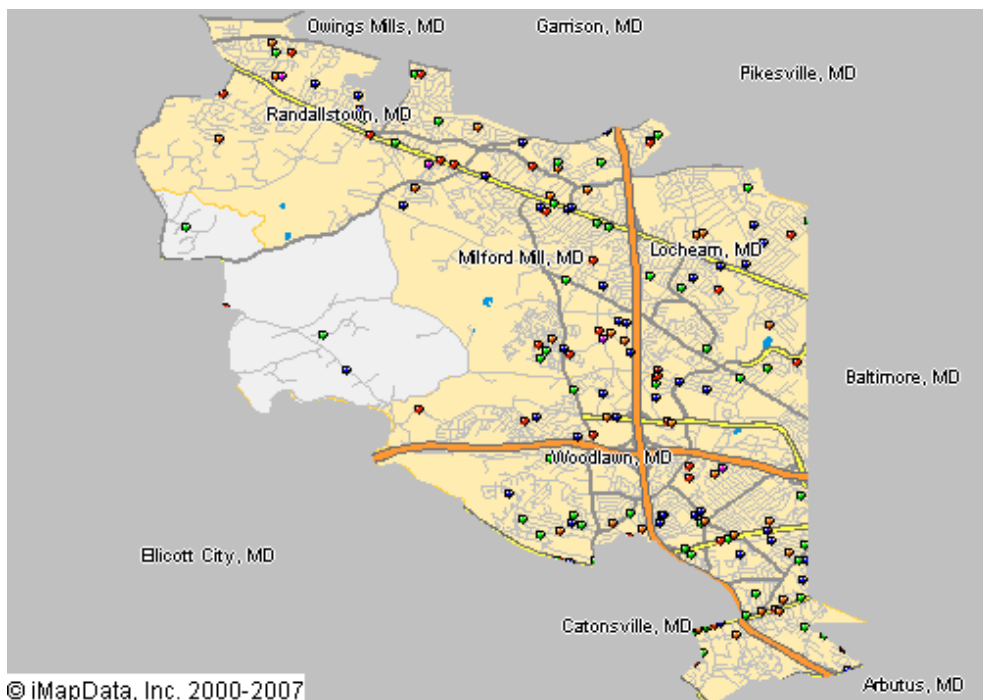 Owings Mills, MD
Garrison, MD
Pikesville, MD
Randallstown, MD
Milford Mill, MD
Lochearn, MD
Baltimore, MD
Woodlawn, MD
Ellicott City, MD
Catonsville, MD
Arbutus, MD
© iMapData, Inc. 2000-2007